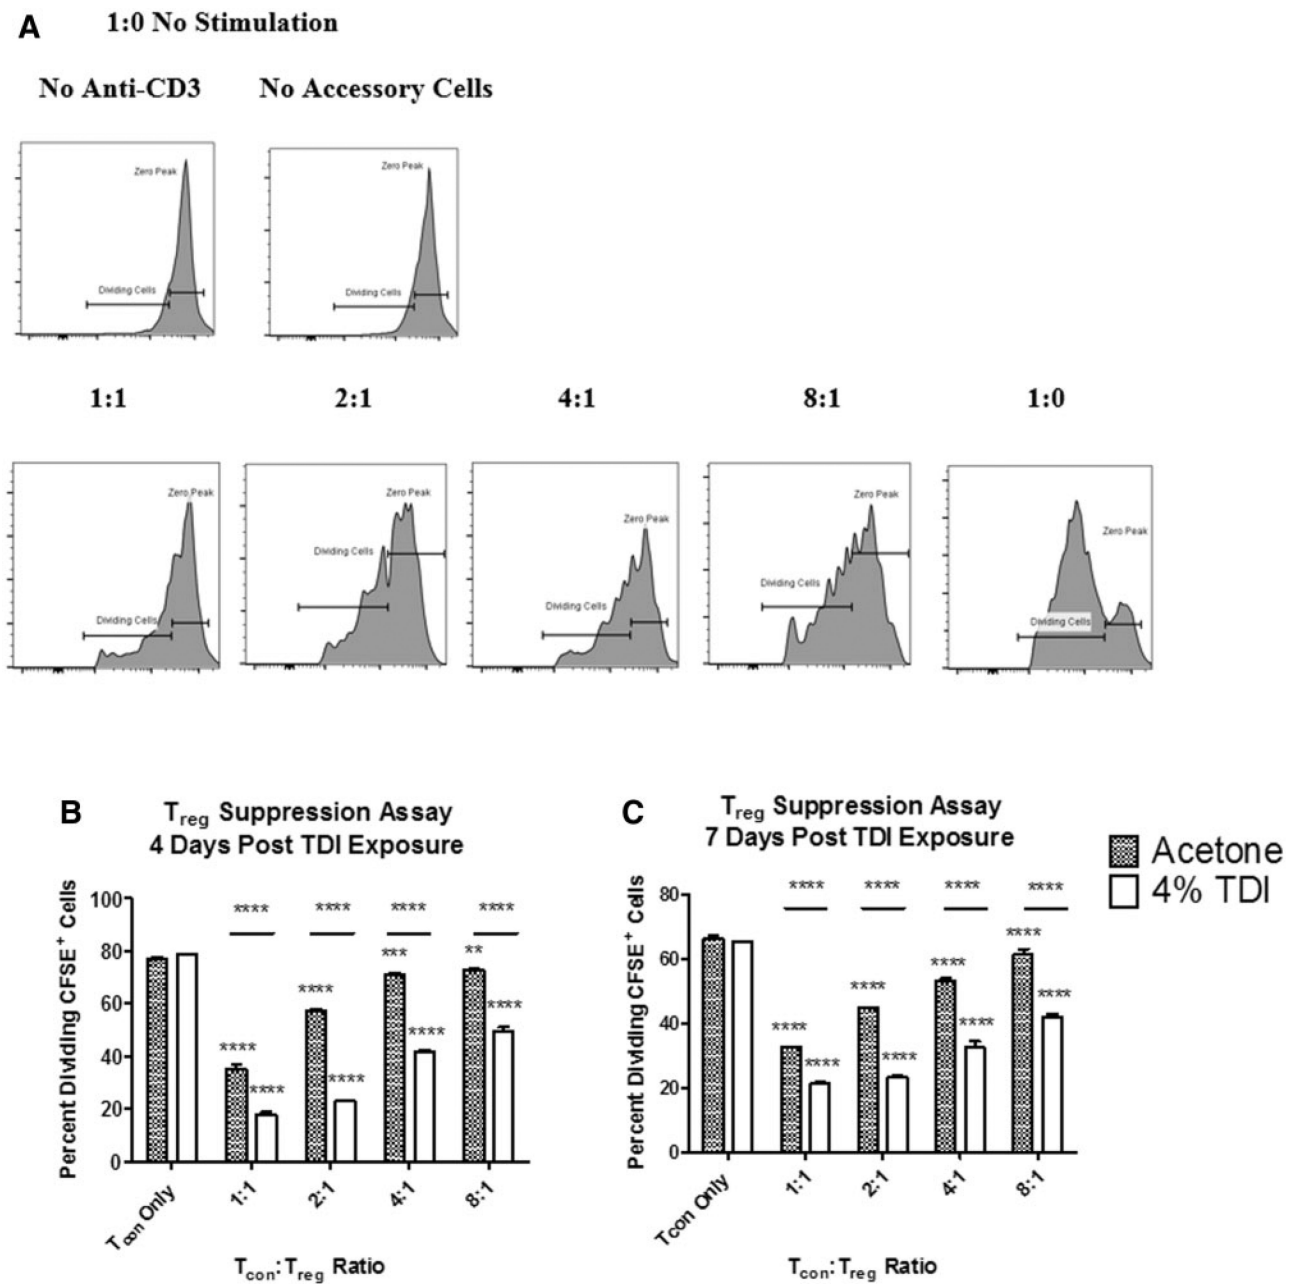 A
1:0 No Stimulation
No Anti-CD3
No Accessory Cells
Zero Peak
Dividing Cells
Zero Peak
Dividing Cells
1:1
2:1
4:1
8:1
1:0
Zero Peak
Dividing Cells
Zero Peak
Dividing Cells
Zero Peak
Dividing Cells
Zero Peak
Dividing Cells
Zero Peak
Dividing Cells
B
Treg Suppression Assay
4 Days Post TDI Exposure
Percent Dividing CFSE+ Cells
100
80
60
40
20
0
**** **** **** ****
**** **** **** **** *** **** ** ****
Tcon Only
1:1
2:1
4:1
8:1
Tcon:Treg Ratio
C
Treg Suppression Assay
7 Days Post TDI Exposure
Percent Dividing CFSE+ Cells
80
60
40
20
0
**** **** **** ****
**** **** **** **** **** **** **** ****
Tcon Only
1:1
2:1
4:1
8:1
Tcon:Treg Ratio
Acetone
4% TDI